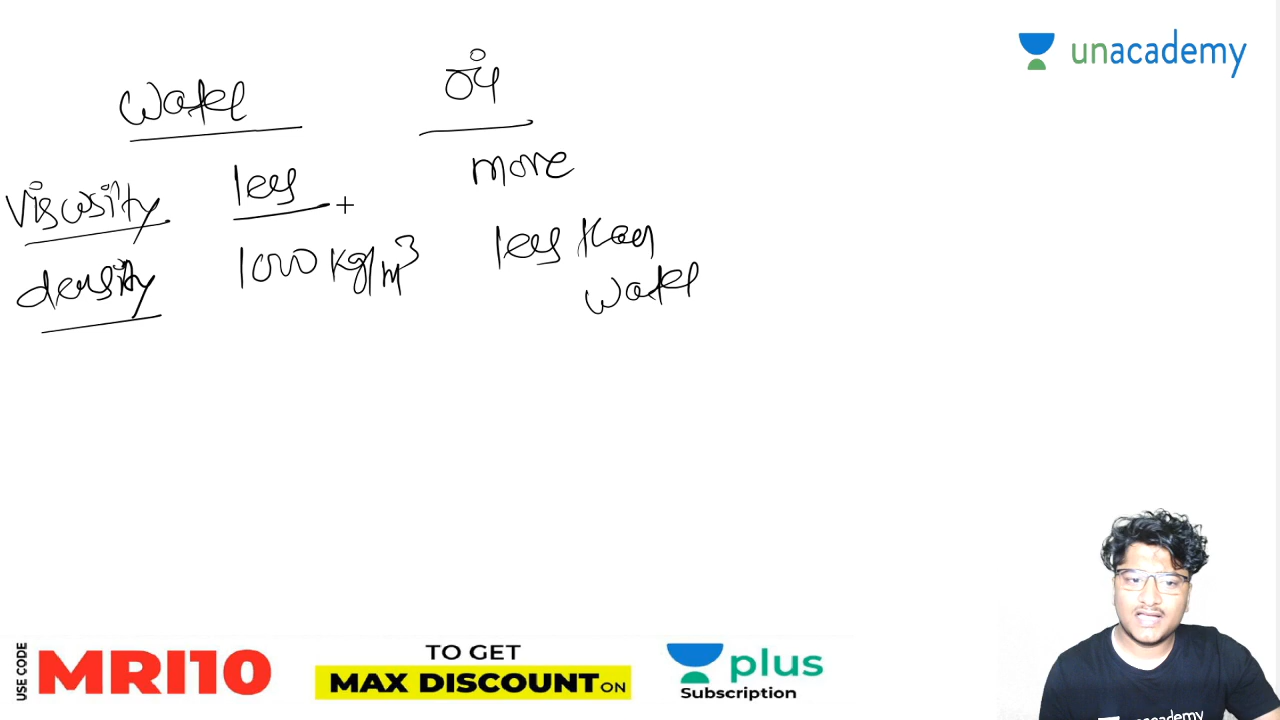 unacademy
water oil
viscosity less more
density 1000 kg/m³ less than
water
USE CODE
MRI10
TO GET
MAX DISCOUNT ON
plus
Subscription
unacademy